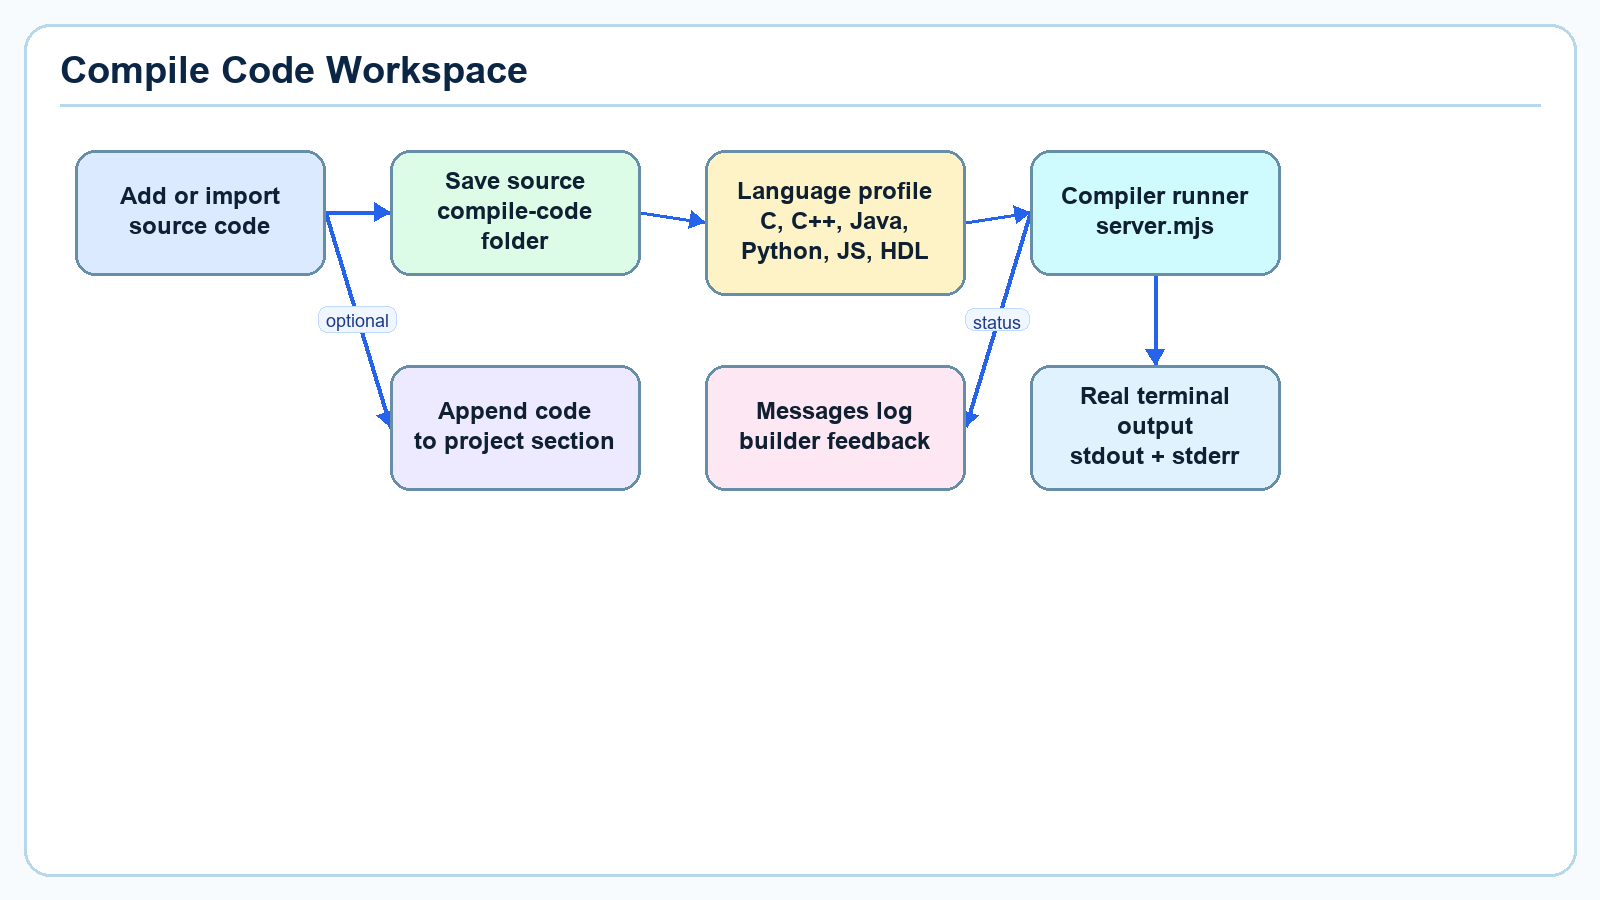 Compile Code Workspace
Add or import
source code
Save source
compile-code
folder
Language profile
C, C++, Java,
Python, JS, HDL
Compiler runner
server.mjs
optional
status
Append code
to project section
Messages log
builder feedback
Real terminal
output
stdout + stderr